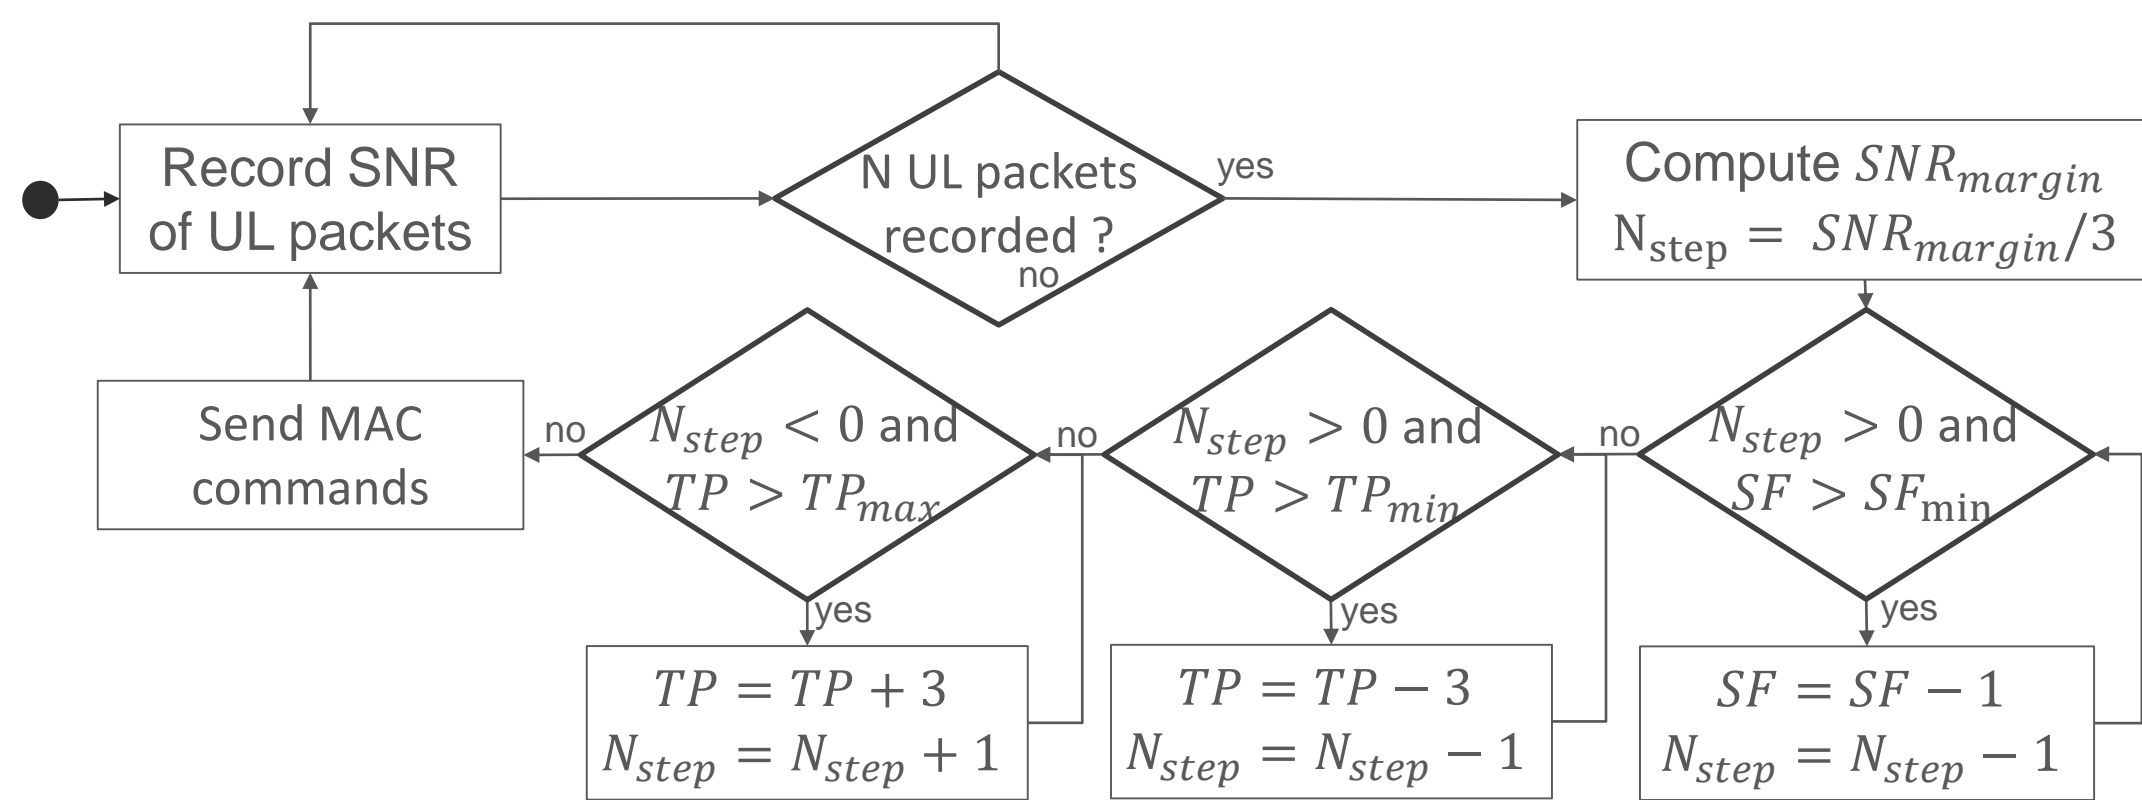 Record SNR
of UL packets
N UL packets
recorded ?
yes
no
Compute SNR_margin
N_step = SNR_margin/3
N_step > 0 and
SF > SF_min
no
yes
SF = SF − 1
N_step = N_step − 1
N_step > 0 and
TP > TP_min
no
yes
TP = TP − 3
N_step = N_step − 1
N_step < 0 and
TP > TP_max
no
yes
TP = TP + 3
N_step = N_step + 1
Send MAC
commands